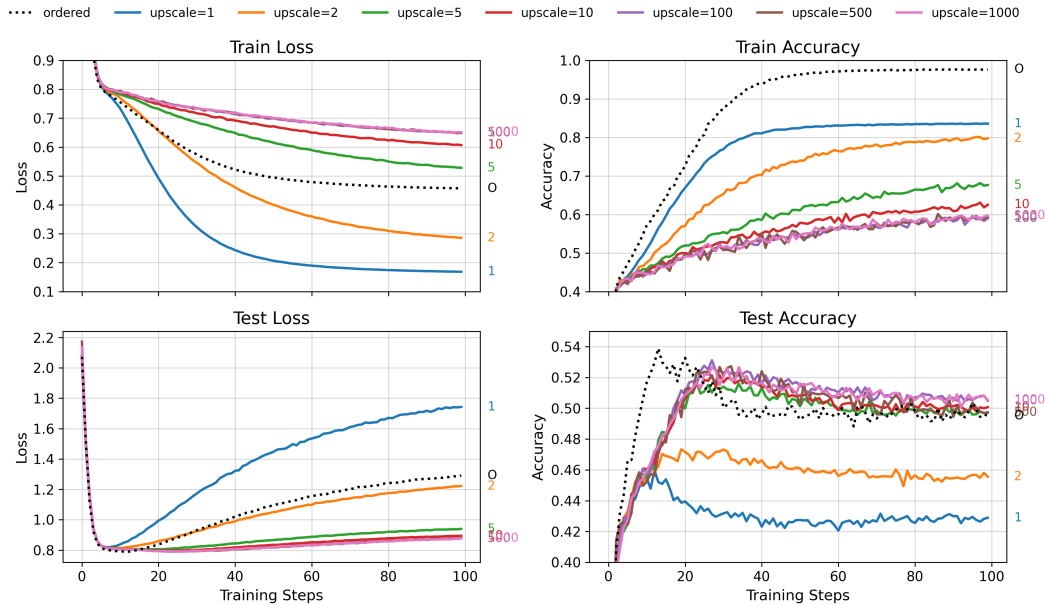 ordered upscale=1 upscale=2 upscale=5 upscale=10 upscale=100 upscale=500 upscale=1000
Train Loss
Loss
0.9
0.8
0.7
0.6
0.5
0.4
0.3
0.2
0.1
10
5
O
2
1
Train Accuracy
Accuracy
1.0
0.9
0.8
0.7
0.6
0.5
0.4
O
1
2
5
10
Test Loss
Loss
2.2
2.0
1.8
1.6
1.4
1.2
1.0
0.8
0 20 40 60 80 100
Training Steps
1
O
2
5
Test Accuracy
Accuracy
0.54
0.52
0.50
0.48
0.46
0.44
0.42
0.40
0 20 40 60 80 100
Training Steps
1000
O
2
1